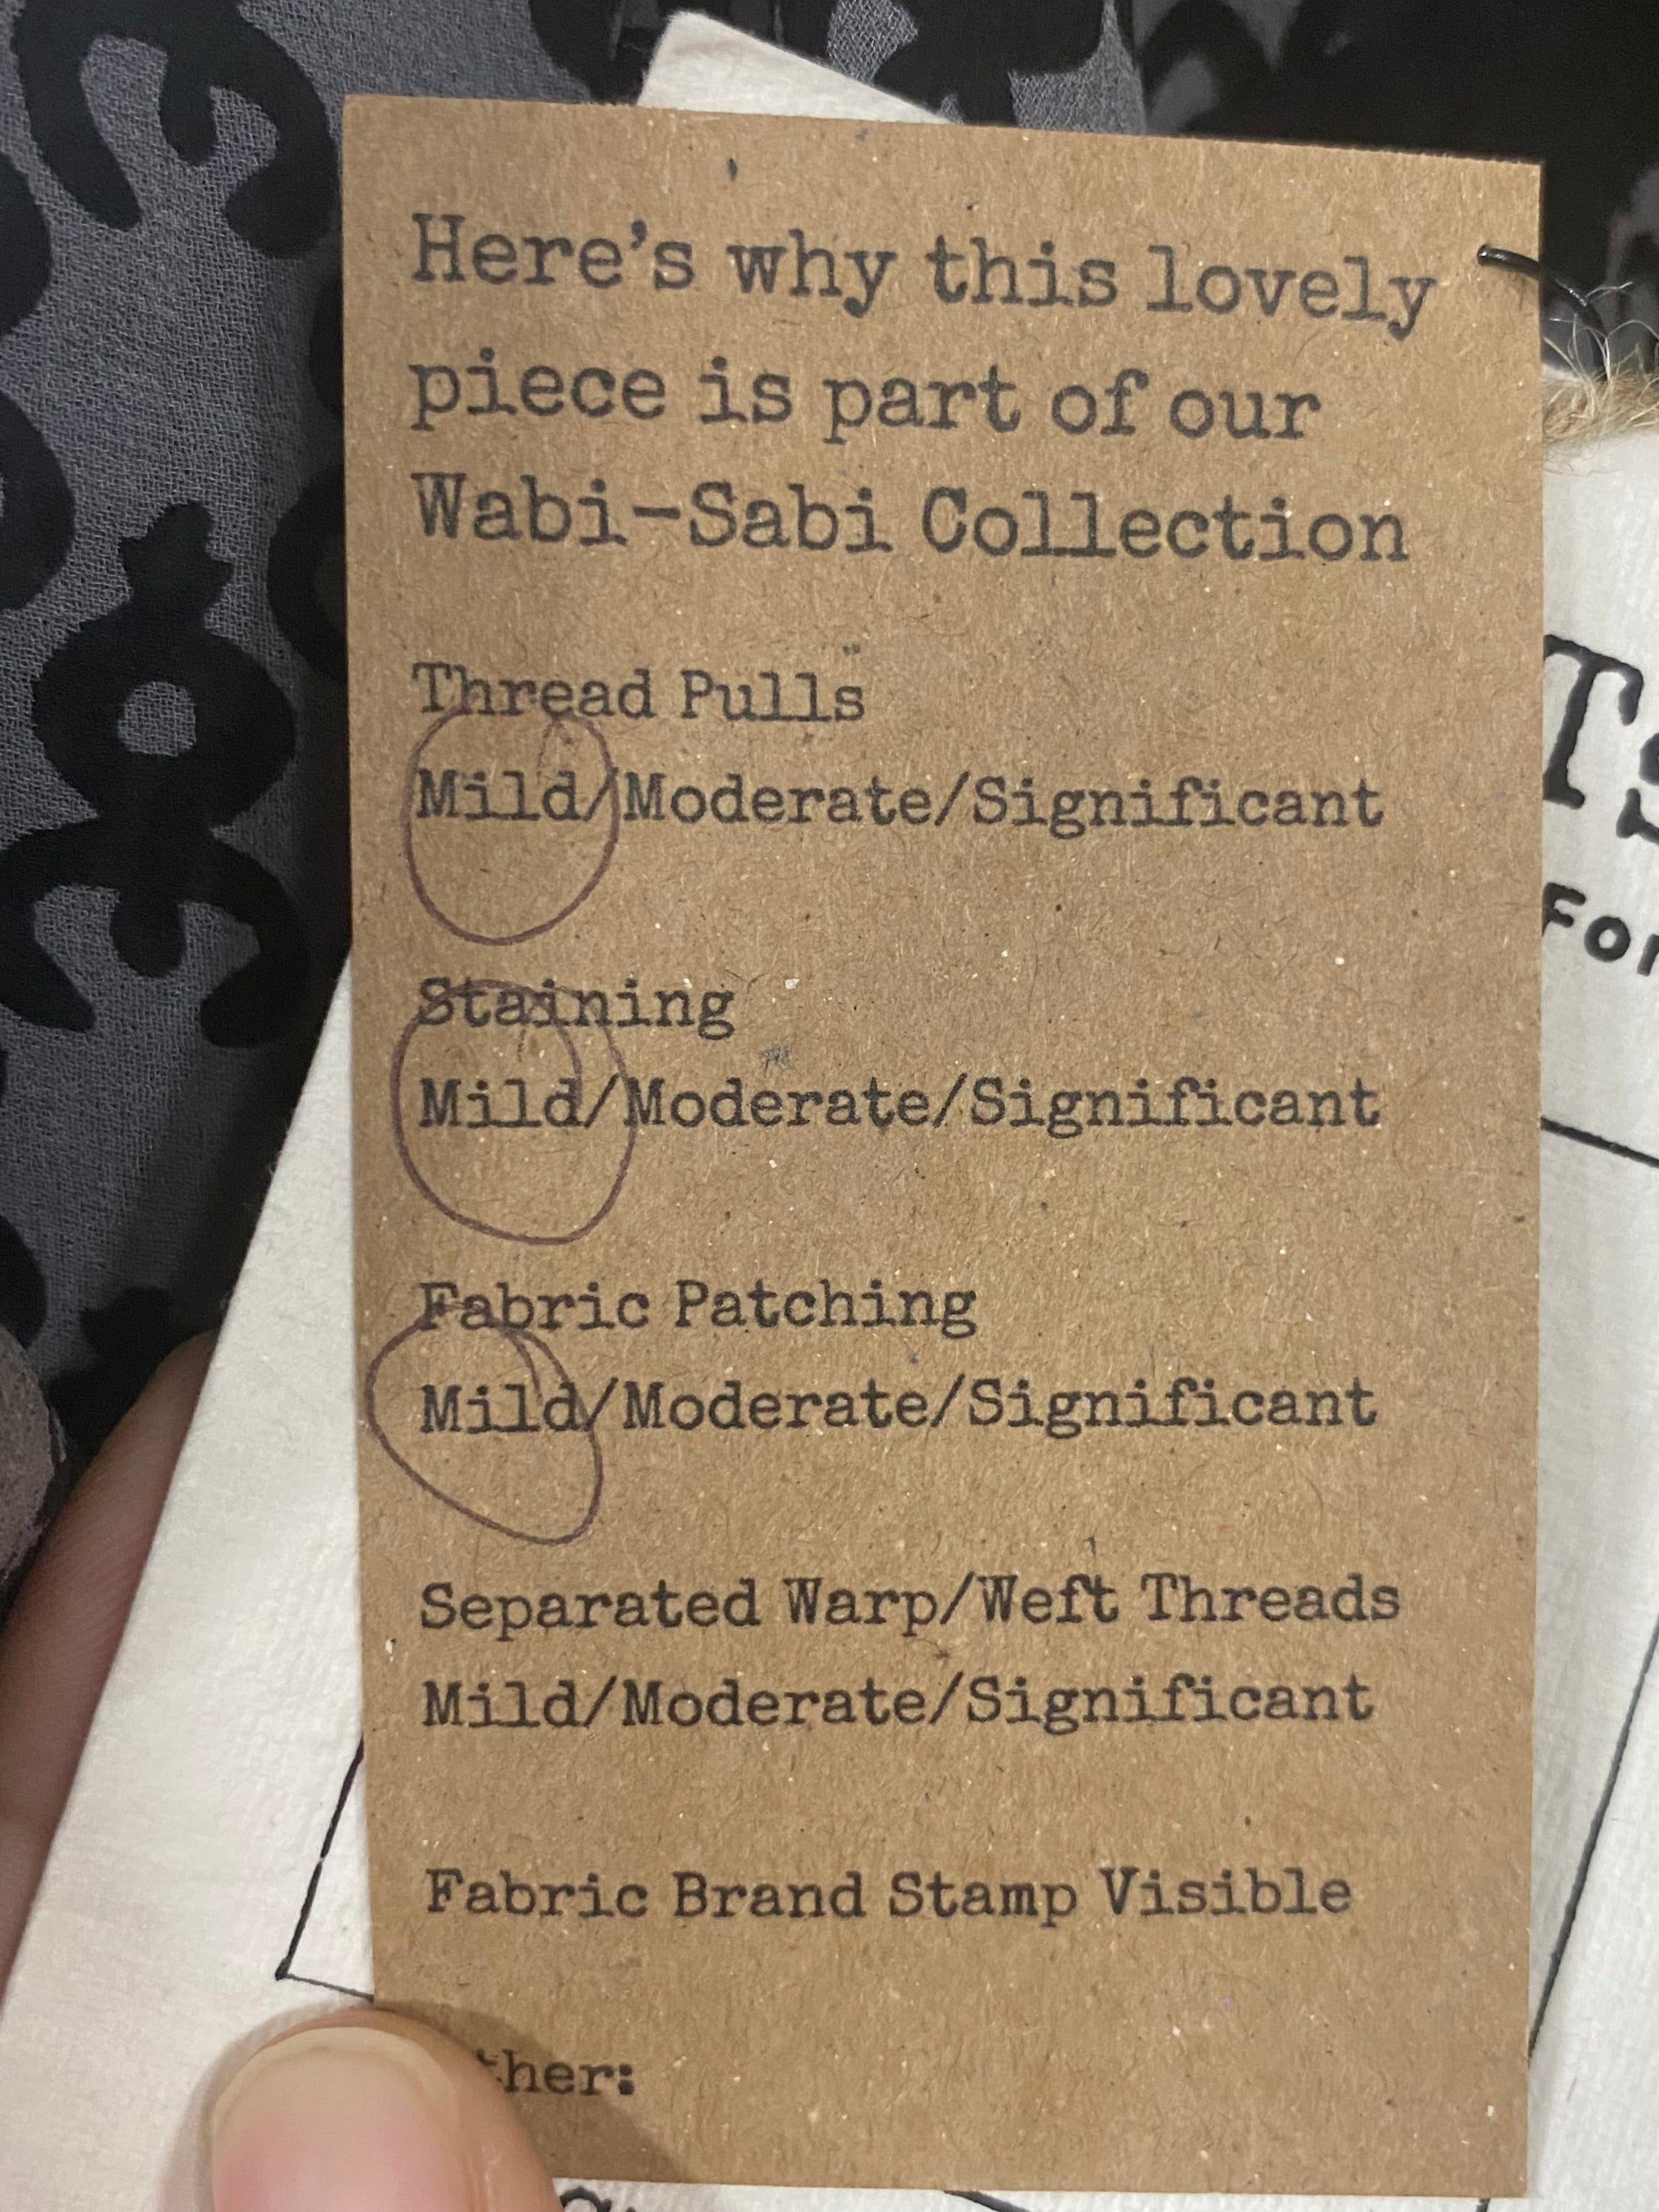 Here's why this lovely
piece is part of our
Wabi-Sabi Collection
Thread Pulls
Mild/Moderate/Significant
Staining
Mild/Moderate/Significant
Fabric Patching
Mild/Moderate/Significant
Separated Warp/Weft Threads
Mild/Moderate/Significant
Fabric Brand Stamp Visible
ther: